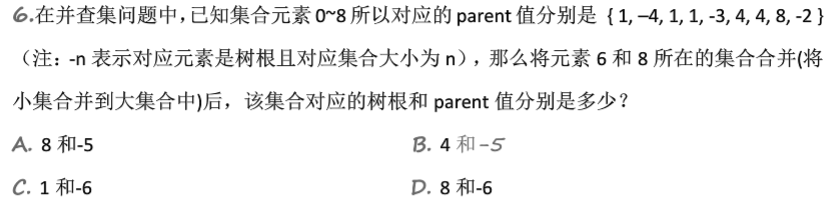 6.在并查集问题中,已知集合元素 0~8 所以对应的 parent 值分别是 { 1, –4, 1, 1, -3, 4, 4, 8, -2 }
（注：-n 表示对应元素是树根且对应集合大小为 n），那么将元素 6 和 8 所在的集合合并(将
小集合并到大集合中)后，该集合对应的树根和 parent 值分别是多少？
A. 8 和-5 B. 4 和-5
C. 1 和-6 D. 8 和-6